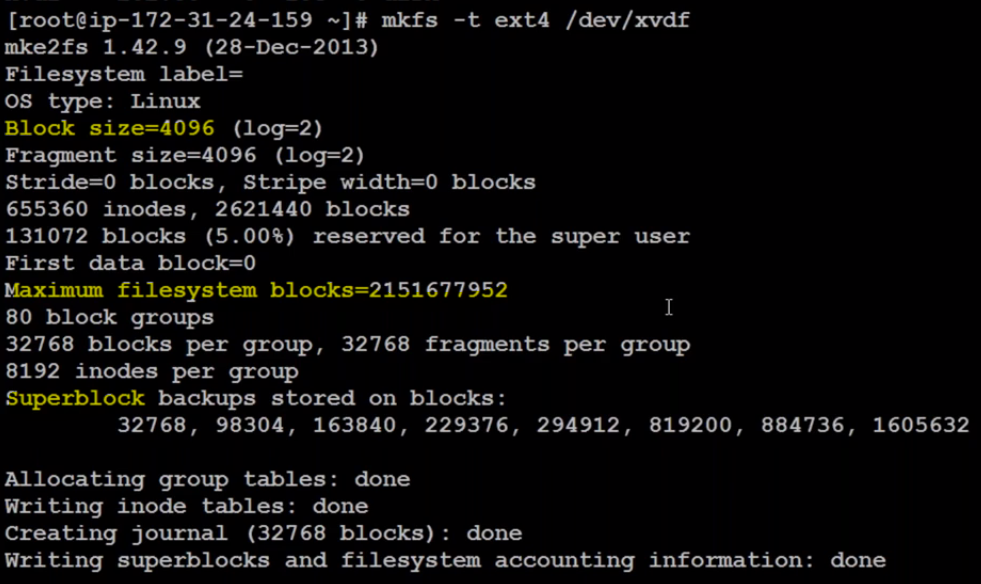 [root@ip-172-31-24-159 ~]# mkfs -t ext4 /dev/xvdf
mke2fs 1.42.9 (28-Dec-2013)
Filesystem label=
OS type: Linux
Block size=4096 (log=2)
Fragment size=4096 (log=2)
Stride=0 blocks, Stripe width=0 blocks
655360 inodes, 2621440 blocks
131072 blocks (5.00%) reserved for the super user
First data block=0
Maximum filesystem blocks=2151677952
80 block groups
32768 blocks per group, 32768 fragments per group
8192 inodes per group
Superblock backups stored on blocks:
        32768, 98304, 163840, 229376, 294912, 819200, 884736, 1605632

Allocating group tables: done
Writing inode tables: done
Creating journal (32768 blocks): done
Writing superblocks and filesystem accounting information: done